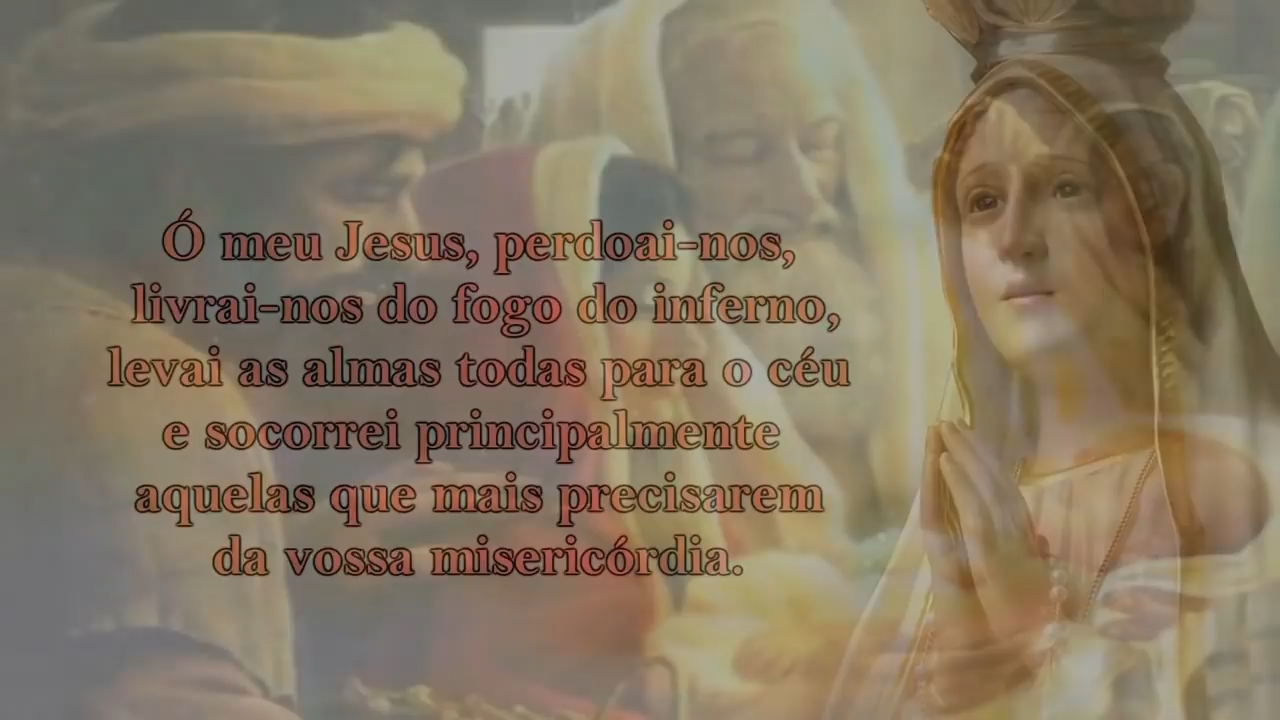 Ó meu Jesus, perdoai-nos,
livrai-nos do fogo do inferno,
levai as almas todas para o céu
e socorrei principalmente
aquelas que mais precisarem
da vossa misericórdia.